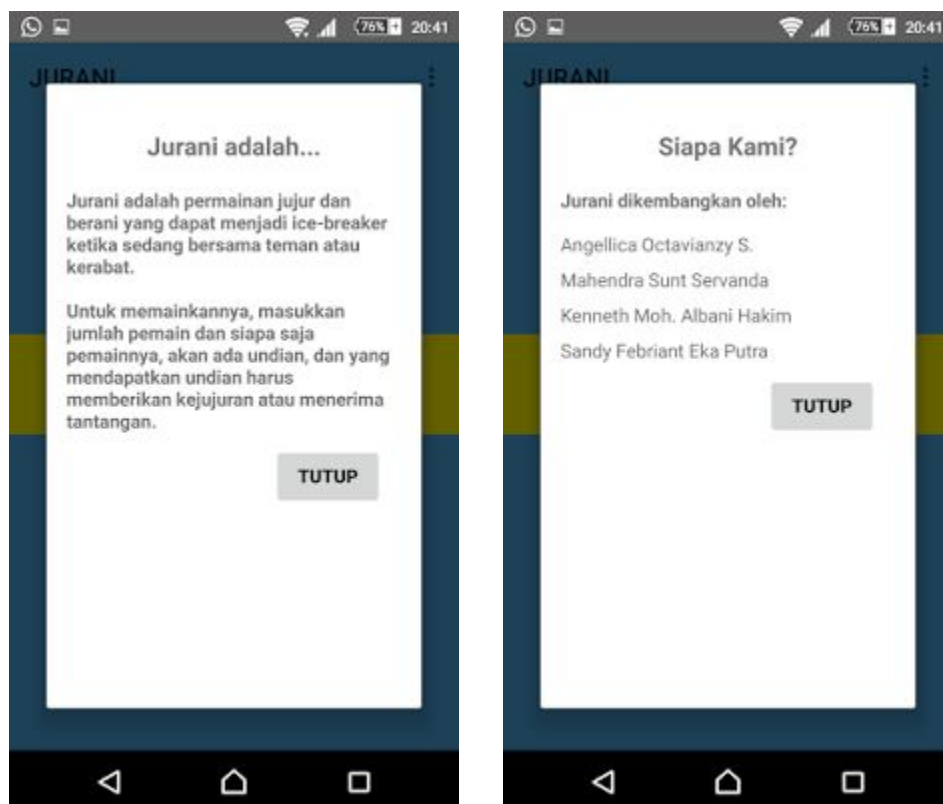 76% 20:41
JURANI
Jurani adalah...
Jurani adalah permainan jujur dan
berani yang dapat menjadi ice-breaker
ketika sedang bersama teman atau
kerabat.
Untuk memainkannya, masukkan
jumlah pemain dan siapa saja
pemainnya, akan ada undian, dan yang
mendapatkan undian harus
memberikan kejujuran atau menerima
tantangan.
TUTUP
76% 20:41
JURANI
Siapa Kami?
Jurani dikembangkan oleh:
Angellica Octavianzy S.
Mahendra Sunt Servanda
Kenneth Moh. Albani Hakim
Sandy Febriant Eka Putra
TUTUP